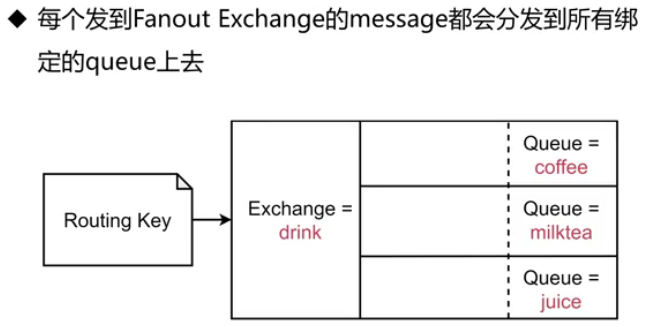 ◆ 每个发到Fanout Exchange的message都会分发到所有绑
定的queue上去
Routing Key
Exchange =
drink
Queue =
coffee
Queue =
milktea
Queue =
juice